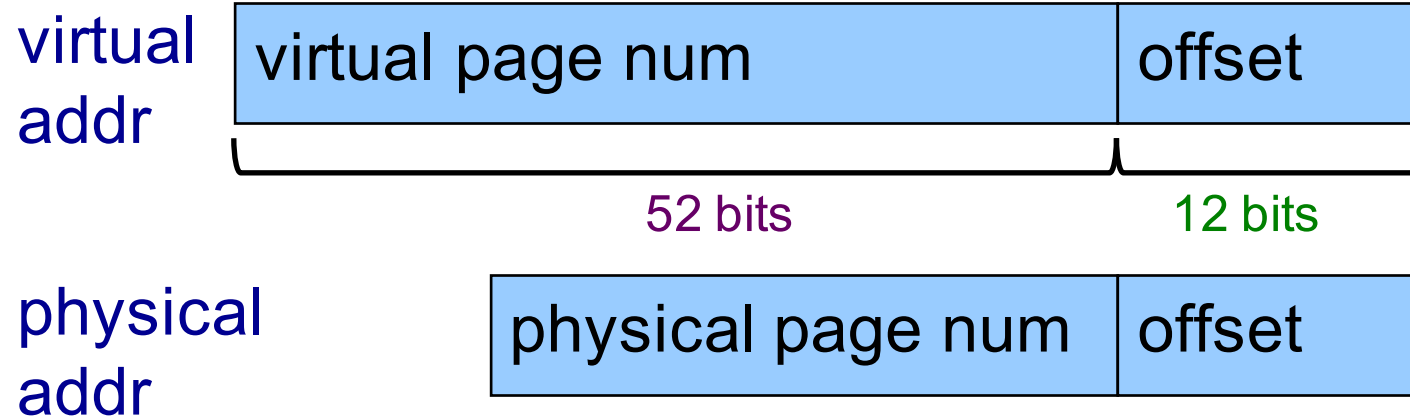 virtual
addr
virtual page num
offset
52 bits
12 bits
physical
addr
physical page num
offset